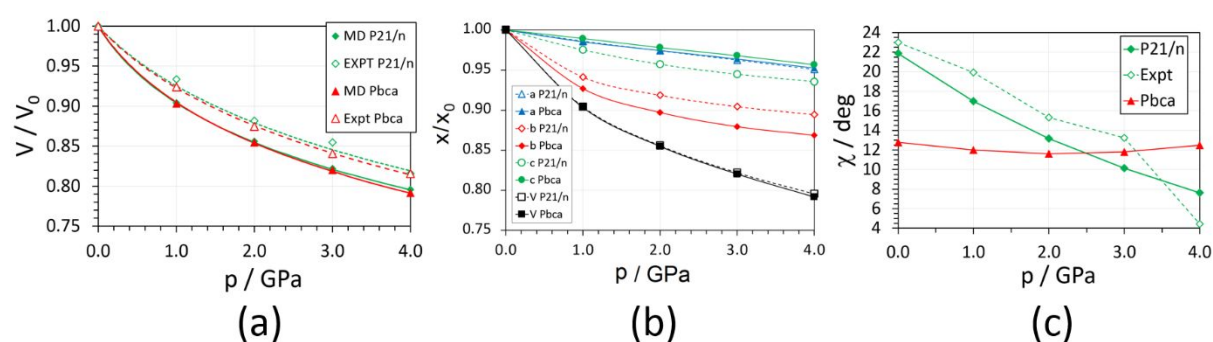 1.00
0.95
0.90
0.85
0.80
0.75
V / V0
0.0 1.0 2.0 3.0 4.0
p / GPa
MD P21/n
EXPT P21/n
MD Pbca
Expt Pbca
(a)
1.00
0.95
0.90
0.85
0.80
0.75
x/x0
0.0 1.0 2.0 3.0 4.0
p / GPa
a P21/n
a Pbca
b P21/n
b Pbca
c P21/n
c Pbca
V P21/n
V Pbca
(b)
24
22
20
18
16
14
12
10
8
6
4
χ / deg
0.0 1.0 2.0 3.0 4.0
p / GPa
P21/n
Expt
Pbca
(c)